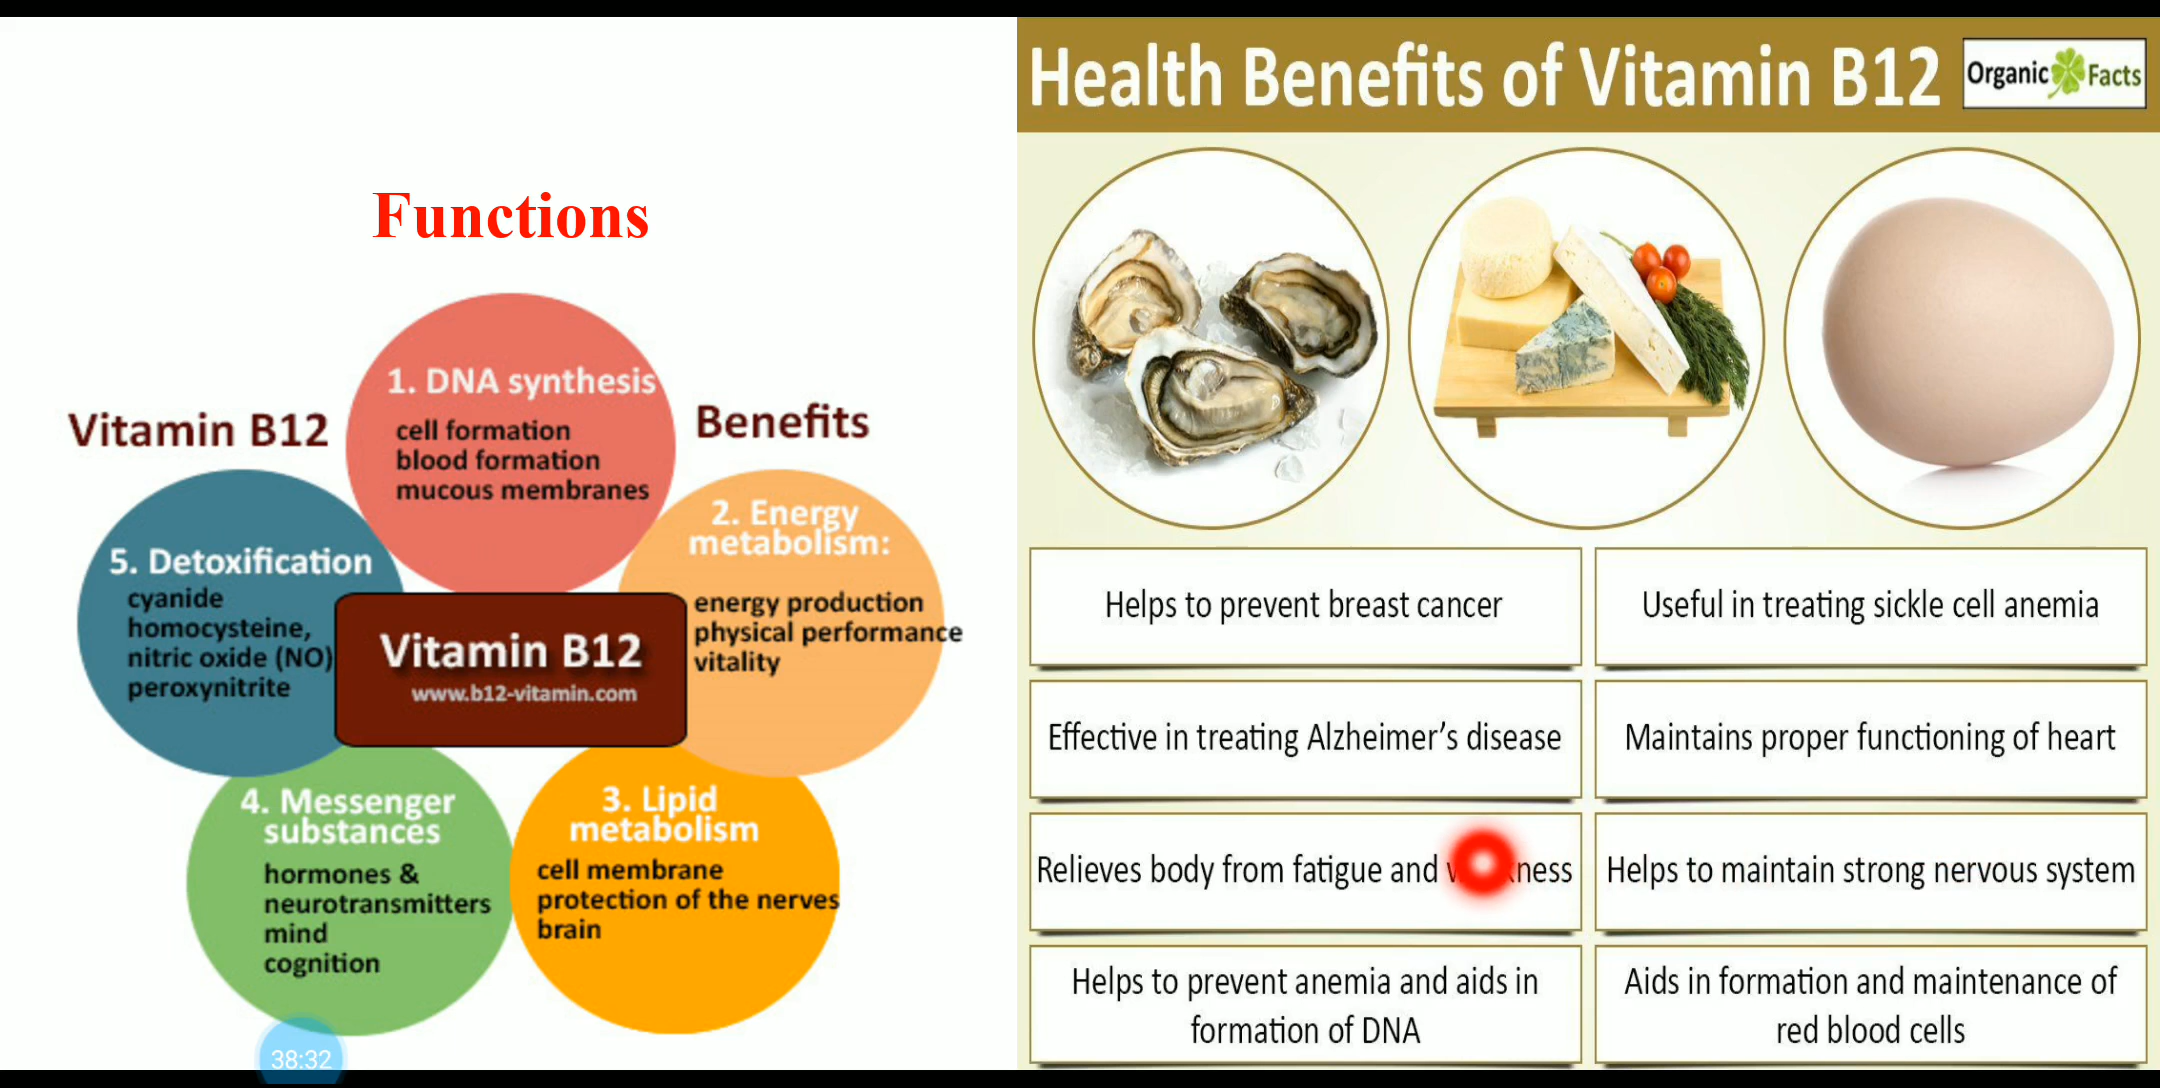 Functions
Vitamin B12
Benefits
1. DNA synthesis
cell formation
blood formation
mucous membranes
2. Energy
metabolism:
energy production
physical performance
vitality
3. Lipid
metabolism
cell membrane
protection of the nerves
brain
4. Messenger
substances
hormones &
neurotransmitters
mind
cognition
5. Detoxification
cyanide
homocysteine,
nitric oxide (NO)
peroxynitrite
Vitamin B12
www.b12-vitamin.com
38:32
Health Benefits of Vitamin B12
Organic Facts
Helps to prevent breast cancer
Useful in treating sickle cell anemia
Effective in treating Alzheimer's disease
Maintains proper functioning of heart
Relieves body from fatigue and
Helps to maintain strong nervous system
Helps to prevent anemia and aids in
formation of DNA
Aids in formation and maintenance of
red blood cells